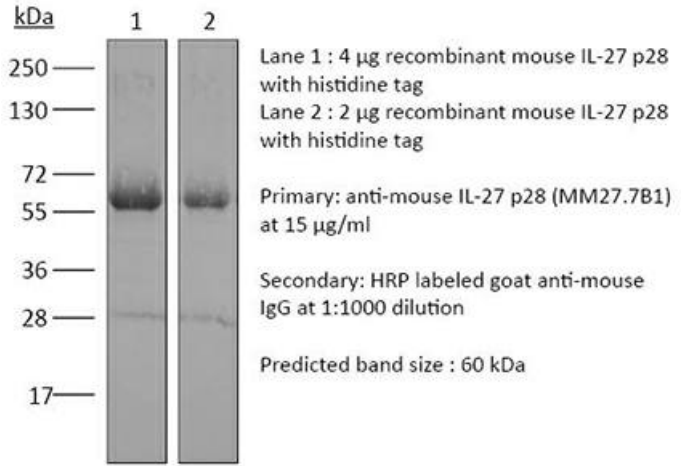 kDa
1 2
250
130
72
55
36
28
17
Lane 1 : 4 µg recombinant mouse IL-27 p28
with histidine tag
Lane 2 : 2 µg recombinant mouse IL-27 p28
with histidine tag
Primary: anti-mouse IL-27 p28 (MM27.7B1)
at 15 µg/ml
Secondary: HRP labeled goat anti-mouse
IgG at 1:1000 dilution
Predicted band size : 60 kDa